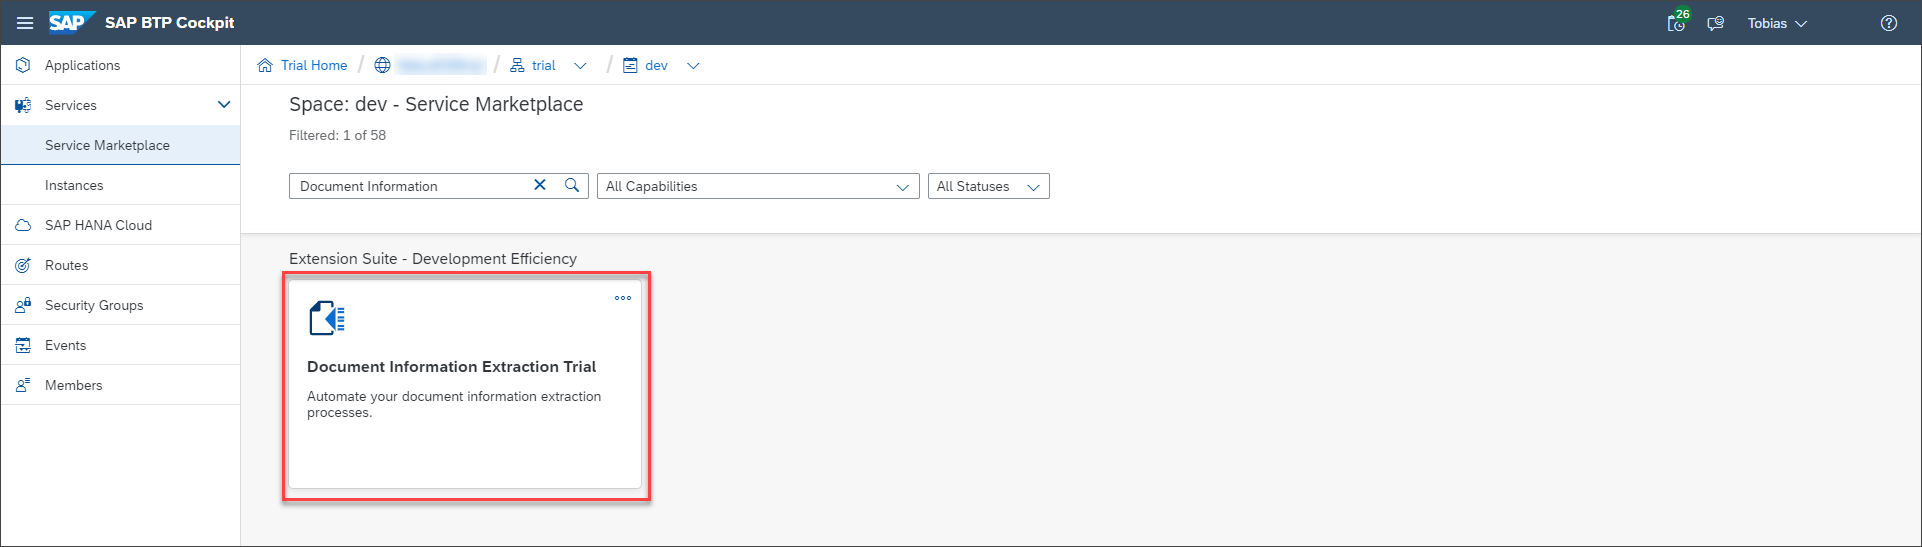 SAP SAP BTP Cockpit 26 Tobias
Applications
Services
Service Marketplace
Instances
SAP HANA Cloud
Routes
Security Groups
Events
Members
Trial Home / / trial / dev
Space: dev - Service Marketplace
Filtered: 1 of 58
Document Information All Capabilities All Statuses
Extension Suite - Development Efficiency
Document Information Extraction Trial
Automate your document information extraction
processes.